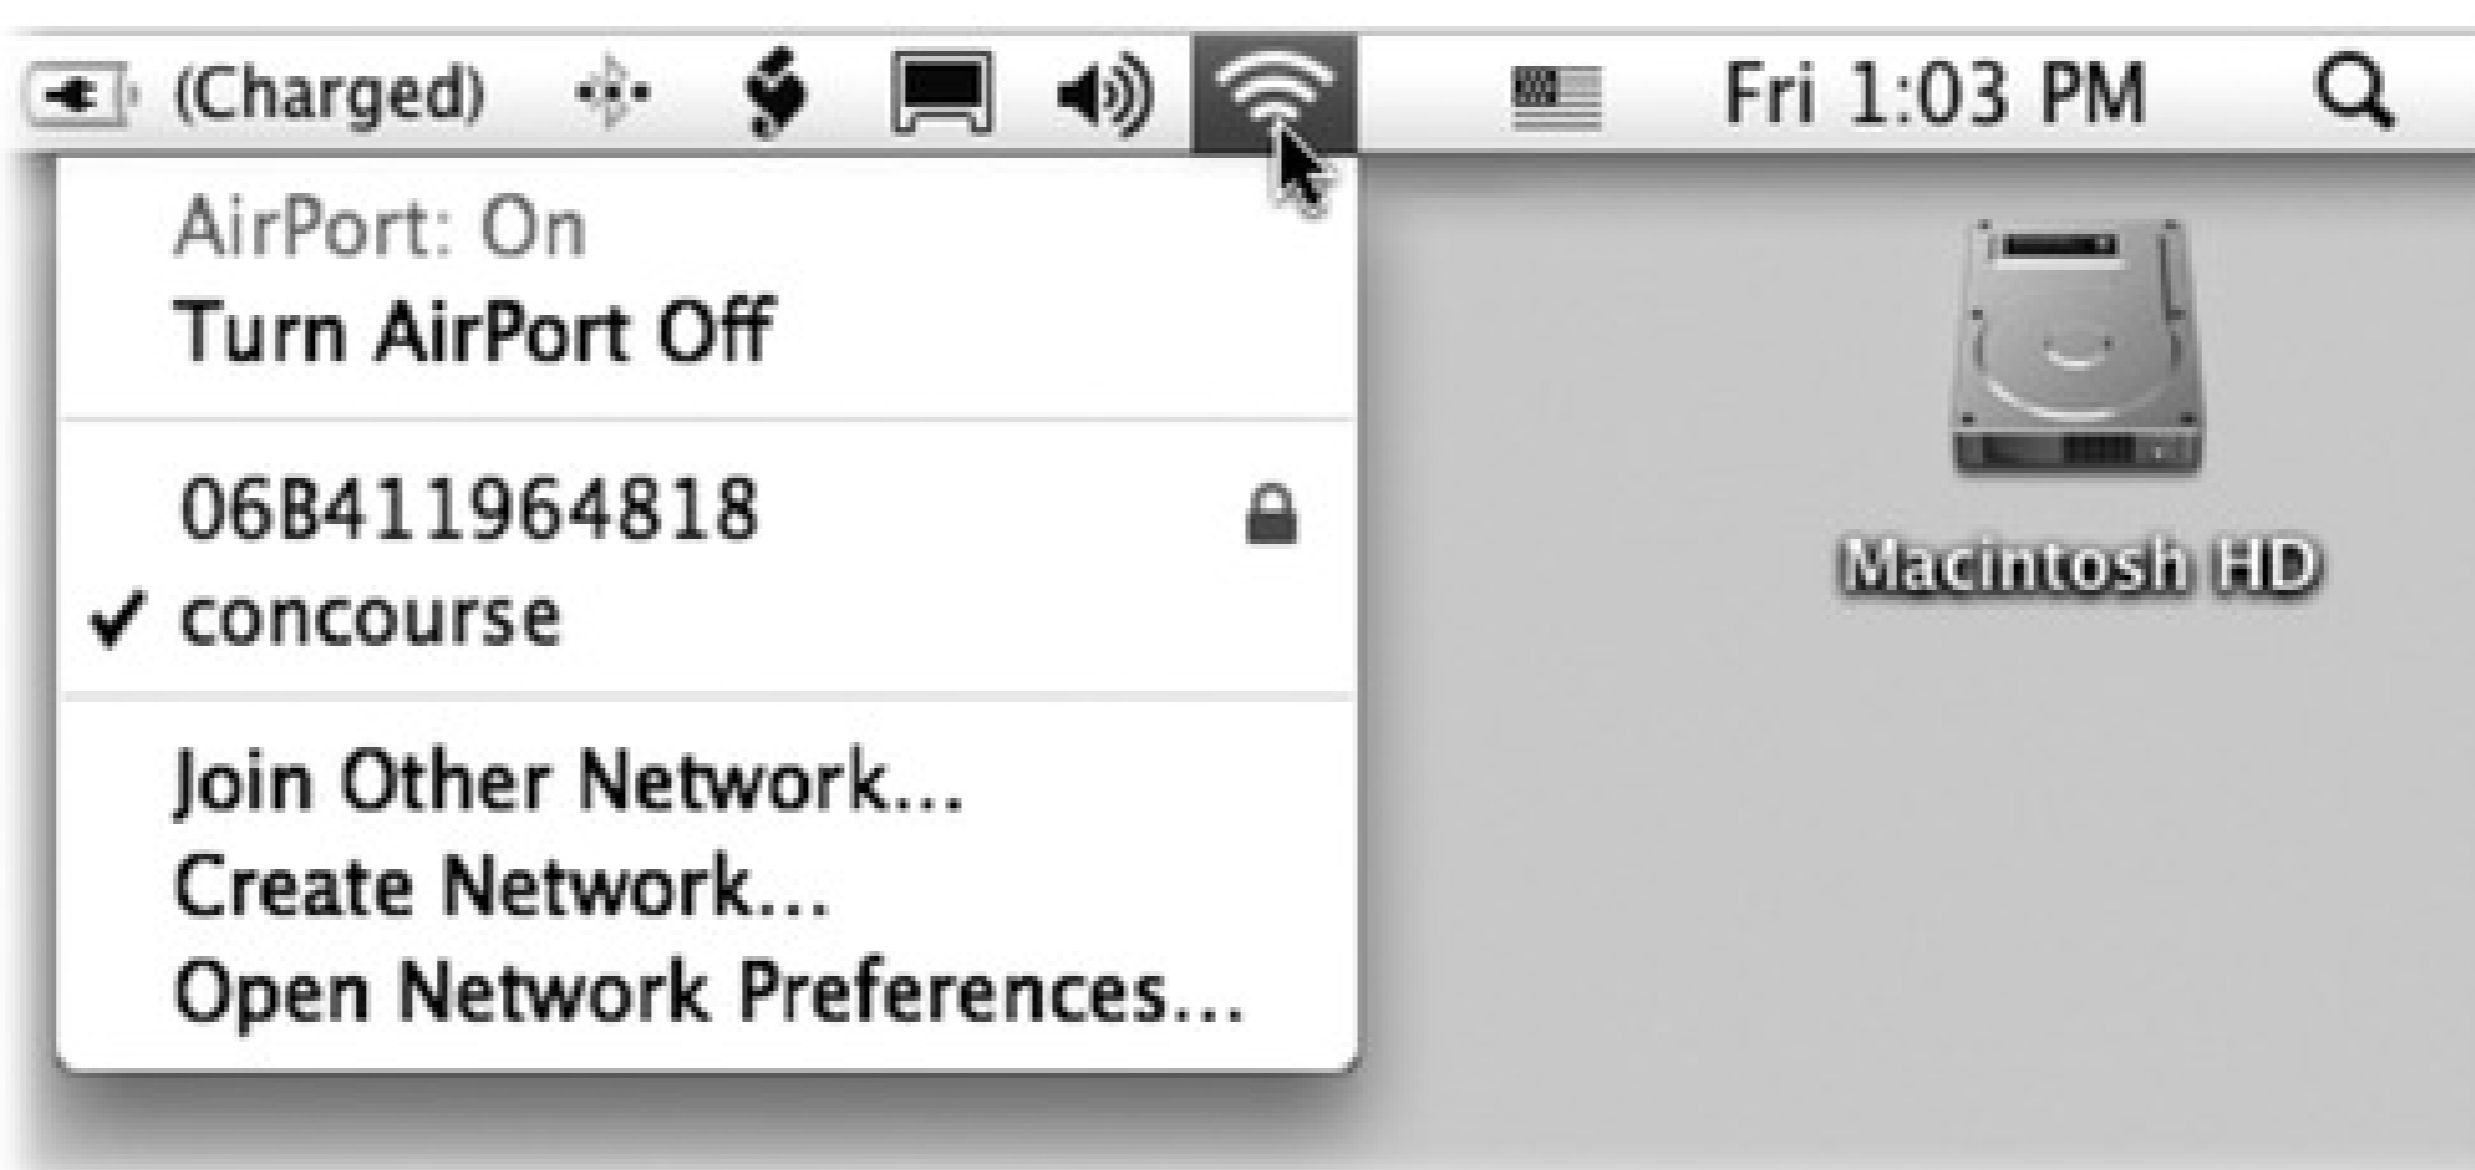 (Charged) Fri 1:03 PM
AirPort: On
Turn AirPort Off
06B411964818
✓ concourse
Join Other Network...
Create Network...
Open Network Preferences...
Macintosh HD